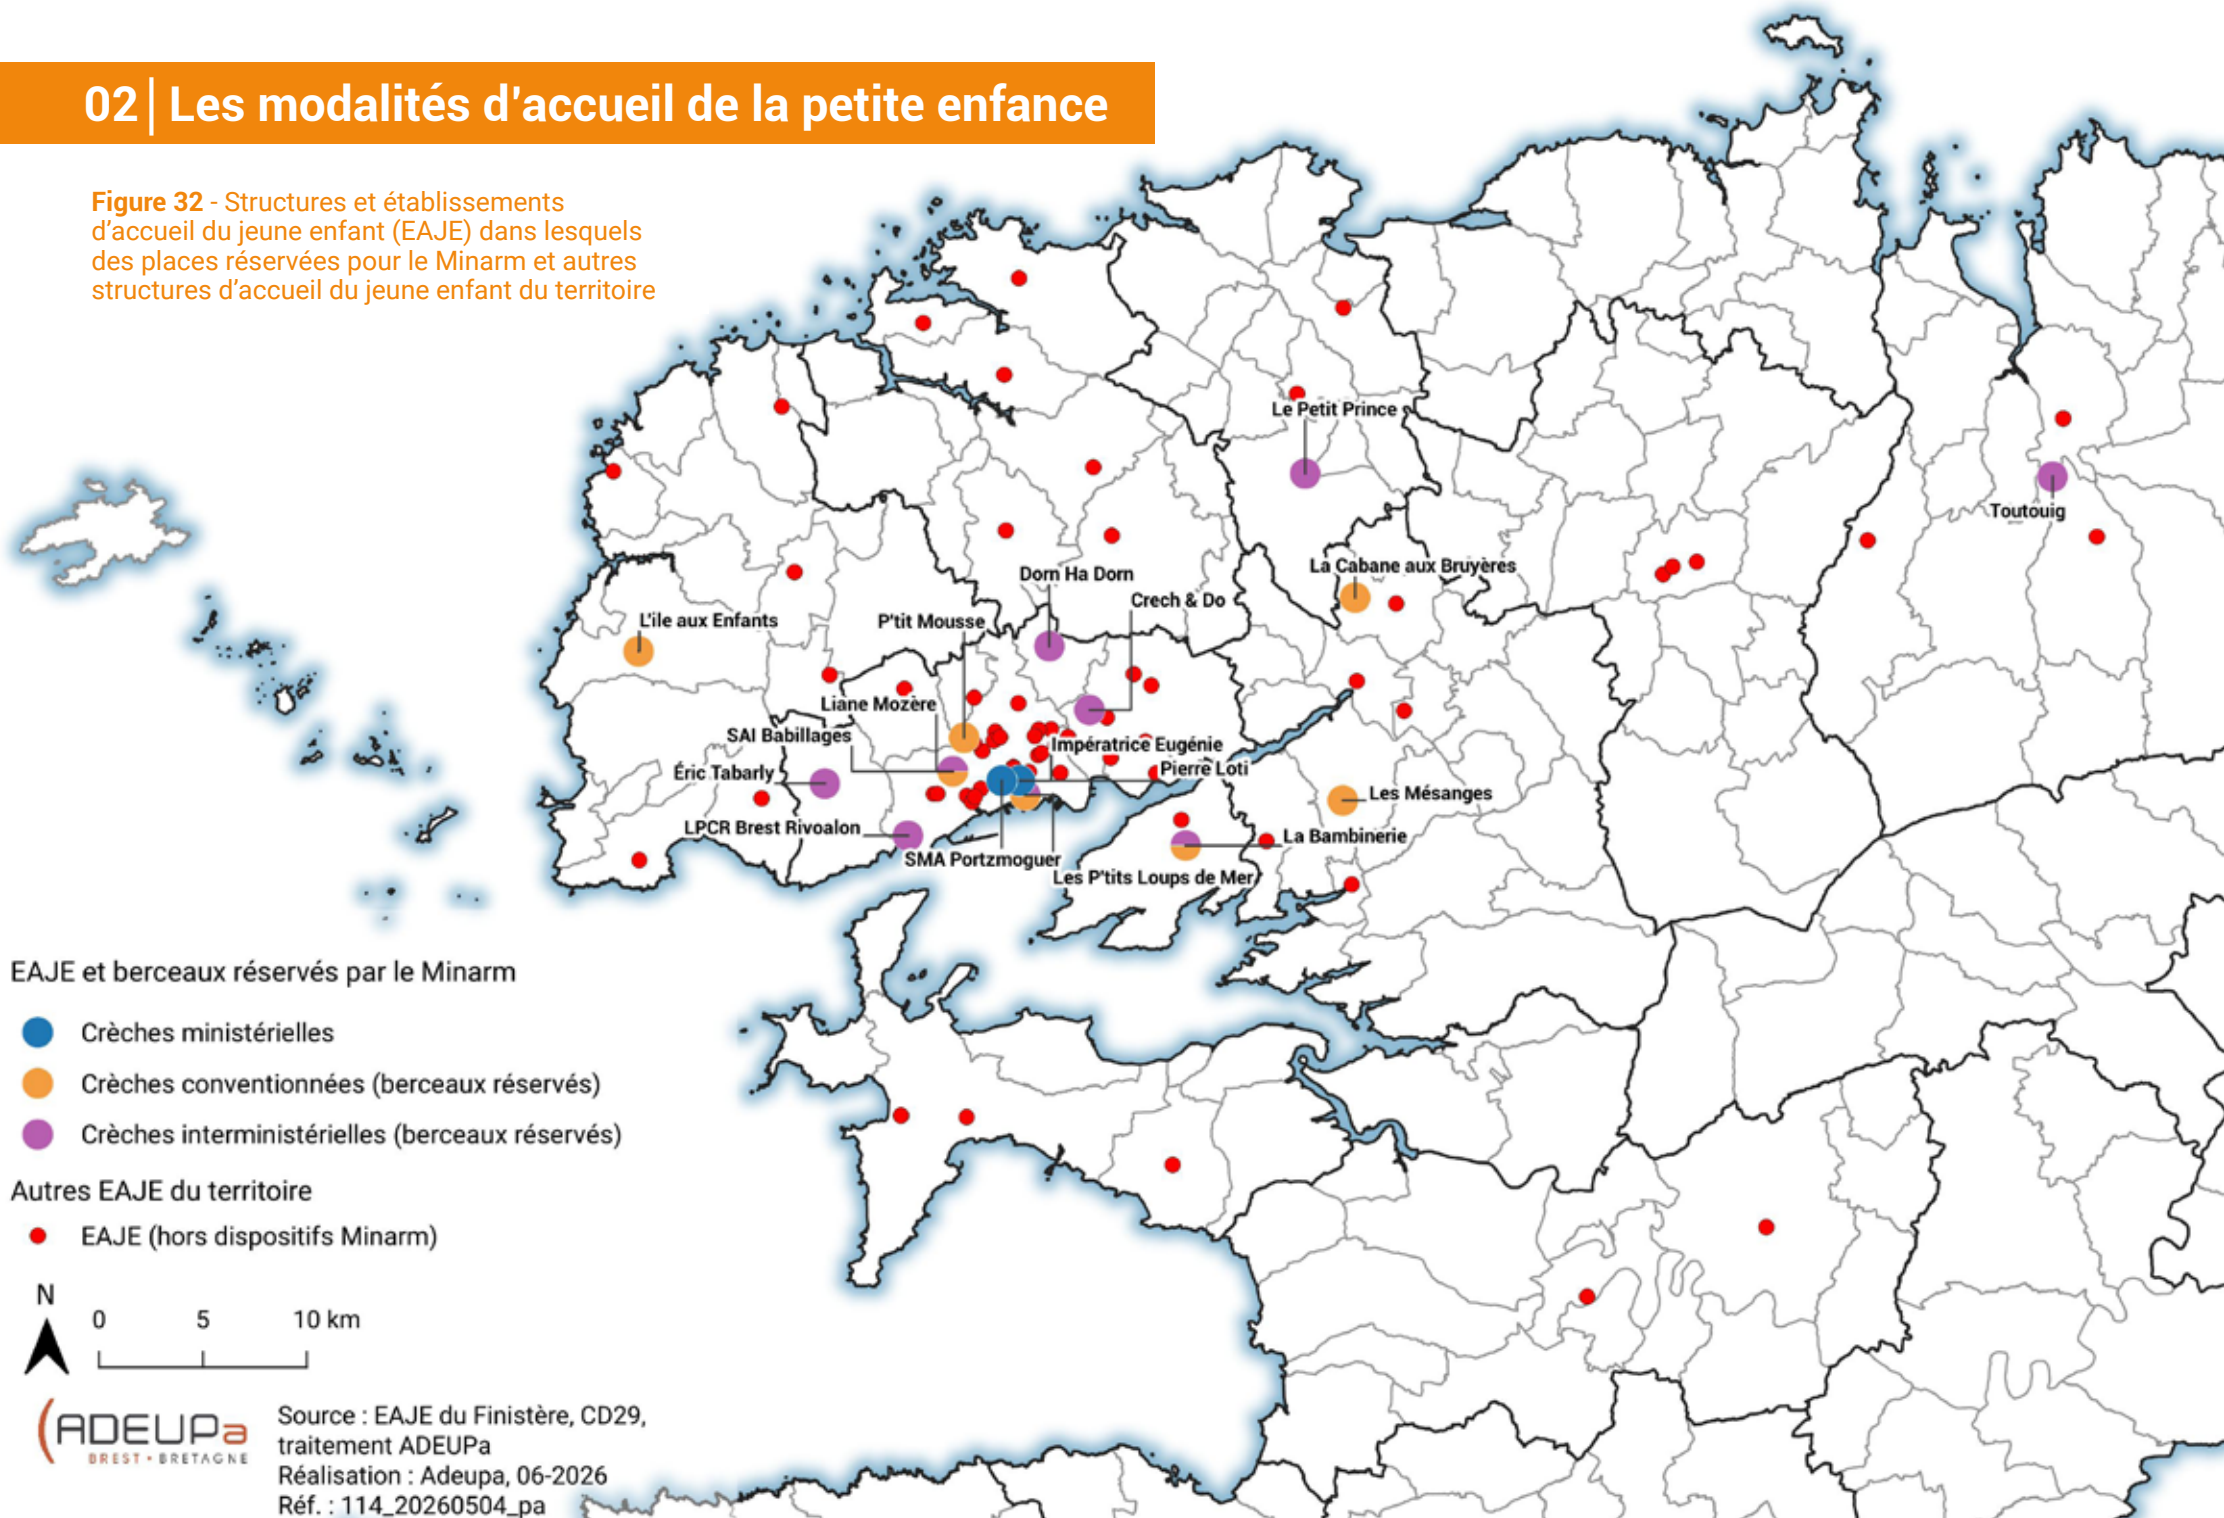 02 | Les modalités d'accueil de la petite enfance
Figure 32 - Structures et établissements
d'accueil du jeune enfant (EAJE) dans lesquels
des places réservées pour le Minarm et autres
structures d'accueil du jeune enfant du territoire
Le Petit Prince
Toutouig
La Cabane aux Bruyères
Dorn Ha Dorn
Crech & Do
L'ile aux Enfants
P'tit Mousse
Liane Mozère
SAI Babillages
Impératrice Eugénie
Pierre Loti
Éric Tabarly
Les Mésanges
LPCR Brest Rivoalon
La Bambinerie
SMA Portzmoguer
Les P'tits Loups de Mer
EAJE et berceaux réservés par le Minarm
Crèches ministérielles
Crèches conventionnées (berceaux réservés)
Crèches interministérielles (berceaux réservés)
Autres EAJE du territoire
EAJE (hors dispositifs Minarm)
N
0 5 10 km
ADEUPa
BREST • BRETAGNE
Source : EAJE du Finistère, CD29,
traitement ADEUPa
Réalisation : Adeupa, 06-2026
Réf. : 114_20260504_pa